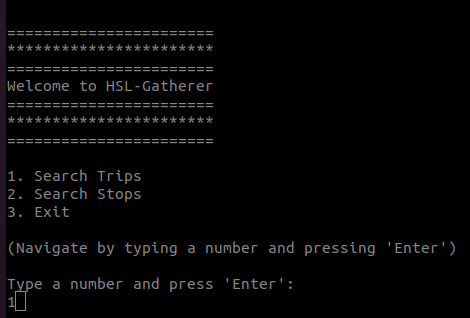 =======================
***********************
=======================
Welcome to HSL-Gatherer
=======================
***********************
=======================
1. Search Trips
2. Search Stops
3. Exit
(Navigate by typing a number and pressing 'Enter')
Type a number and press 'Enter':
1